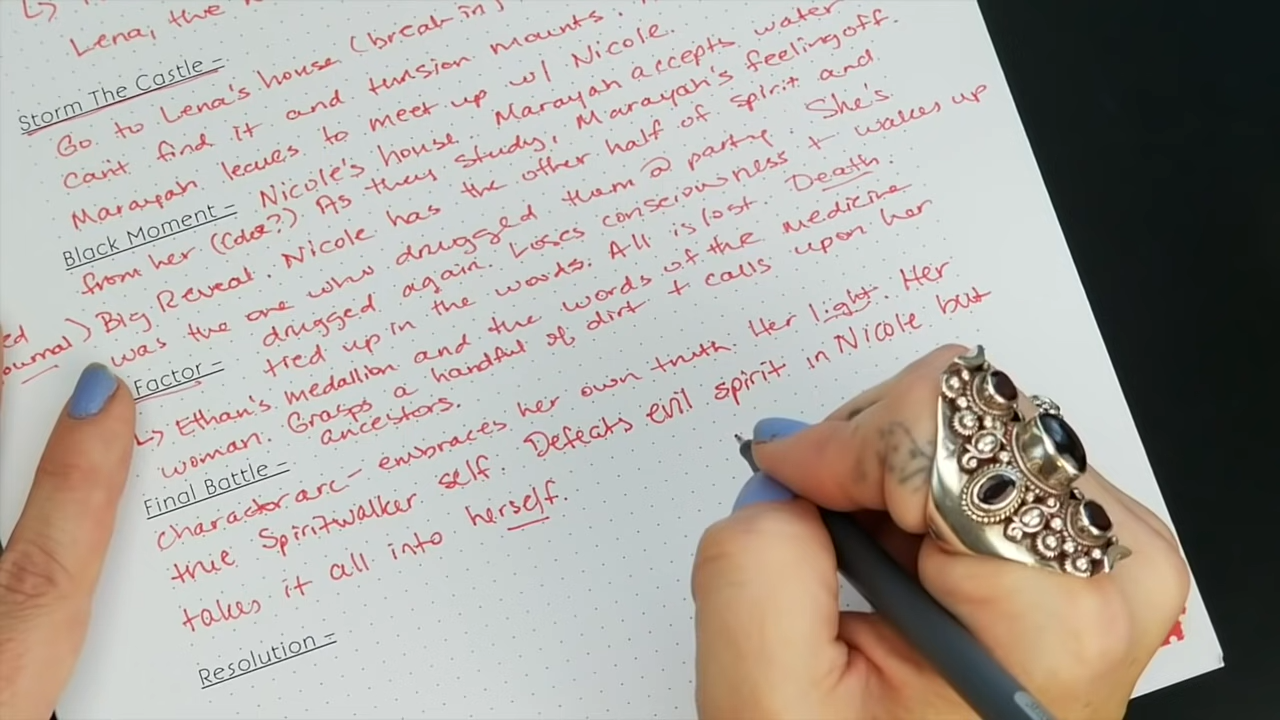 Lena, the
Storm The Castle -
Go to Lena's house (break in)
can't find it and tension mounts.
Marayah leaves to meet up w/ Nicole.
Black Moment - Nicole's house. Marayah accepts water
from her (Coke?) As they study, Marayah's feeling off.
Big Reveal. Nicole has the other half of spirit and
was the one who drugged them @ party. She's
Factor - drugged again. Loses consciousness + wakes up
tied up in the woods. All is lost. Death.
↳ Ethan's medallion and the words of the medicine
woman. Grasps a handful of dirt + calls upon her
ancestors.
Final Battle -
charactor arc - embraces her own truth. Her light. Her
true Spiritwalker self. Defeats evil spirit in Nicole but
takes it all into herself.
Resolution -